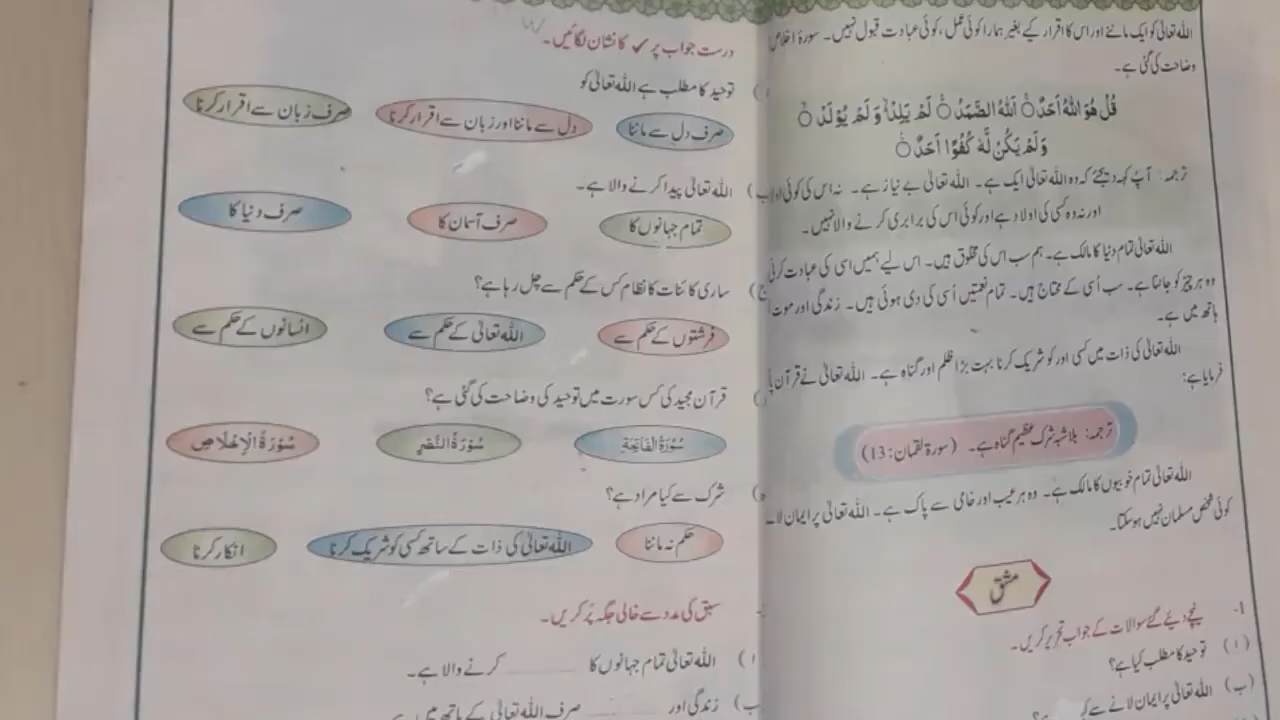 اللہ تعالیٰ کو ایک ماننے اور اس کا اقرار کے بغیر ہمارا کوئی عمل، کوئی عبادت قبول نہیں۔ سورۂ اخلاص
وضاحت کی گئی ہے۔
قُلْ هُوَ اللّٰهُ اَحَدٌ ۚ اَللّٰهُ الصَّمَدُ ۚ لَمْ يَلِدْ ۙ وَ لَمْ يُوْلَدْ ۙ
وَ لَمْ يَكُنْ لَّهٗ كُفُوًا اَحَدٌ ۚ
ترجمہ: آپ کہہ دیجئے کہ وہ اللہ تعالیٰ ایک ہے۔ اللہ تعالیٰ بے نیاز ہے۔ نہ اس کی کوئی
اور نہ وہ کسی کی اولاد ہے اور کوئی اس کی برابری کرنے والا نہیں۔
اللہ تعالیٰ تمام دنیا کا مالک ہے۔ ہم سب اس کی مخلوق ہیں۔ اس لیے ہمیں اسی کی عبادت کرنی
وہ ہر چیز کو جانتا ہے۔ سب اُسی کے محتاج ہیں۔ تمام نعمتیں اُسی کی دی ہوئی ہیں۔ زندگی اور موت
ہاتھ میں ہے۔
اللہ تعالیٰ کی ذات میں کسی اور کو شریک کرنا بہت بڑا ظلم اور گناہ ہے۔ اللہ تعالیٰ نے قرآن
فرمایا ہے:
ترجمہ: بلاشبہ شرک عظیم گناہ ہے۔ (سورۃ لقمان: 13)
اللہ تعالیٰ تمام خوبیوں کا مالک ہے۔ وہ ہر عیب اور خامی سے پاک ہے۔ اللہ تعالیٰ پر ایمان
کوئی شخص مسلمان نہیں ہو سکتا۔
مشق
1- نیچے دیئے گئے سوالات کے جواب تحریر کریں۔
(ا) توحید کا مطلب کیا ہے؟
(ب) اللہ تعالیٰ پر ایمان لانے سے
درست جواب پر ✓ کا نشان لگائیں۔
توحید کا مطلب ہے اللہ تعالیٰ کو
صرف دل سے ماننا دل سے ماننا اور زبان سے اقرار کرنا صرف زبان سے اقرار کرنا
ب) اللہ تعالیٰ پیدا کرنے والا ہے۔
تمام جہانوں کا صرف آسمان کا صرف دنیا کا
ج) ساری کائنات کا نظام کس کے حکم سے چل رہا ہے؟
فرشتوں کے حکم سے اللہ تعالیٰ کے حکم سے انسانوں کے حکم سے
قرآن مجید کی کس سورت میں توحید کی وضاحت کی گئی ہے؟
سُوْرَةُ الْفَاتِحَةِ سُوْرَةُ النَّصْرِ سُوْرَةُ الْاِخْلَاصِ
ہ) شرک سے کیا مراد ہے؟
حکم نہ ماننا اللہ تعالیٰ کی ذات کے ساتھ کسی کو شریک کرنا انکار کرنا
سبق کی مدد سے خالی جگہ پُر کریں۔
(ا) اللہ تعالیٰ تمام جہانوں کا ______ کرنے والا ہے۔
ب) زندگی اور ______ صرف اللہ تعالیٰ کے ہاتھ میں ہے